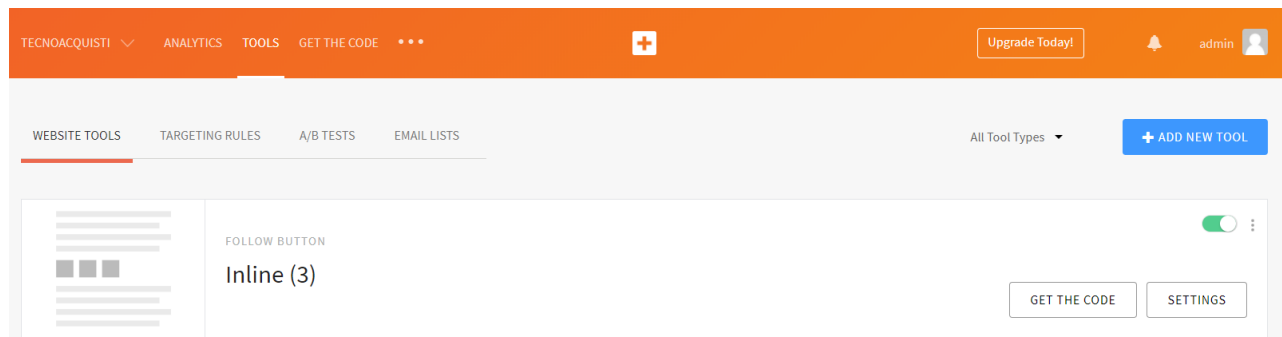 TECNOACQUISTI ANALYTICS TOOLS GET THE CODE Upgrade Today! admin
WEBSITE TOOLS TARGETING RULES A/B TESTS EMAIL LISTS All Tool Types + ADD NEW TOOL
FOLLOW BUTTON
Inline (3)
GET THE CODE SETTINGS